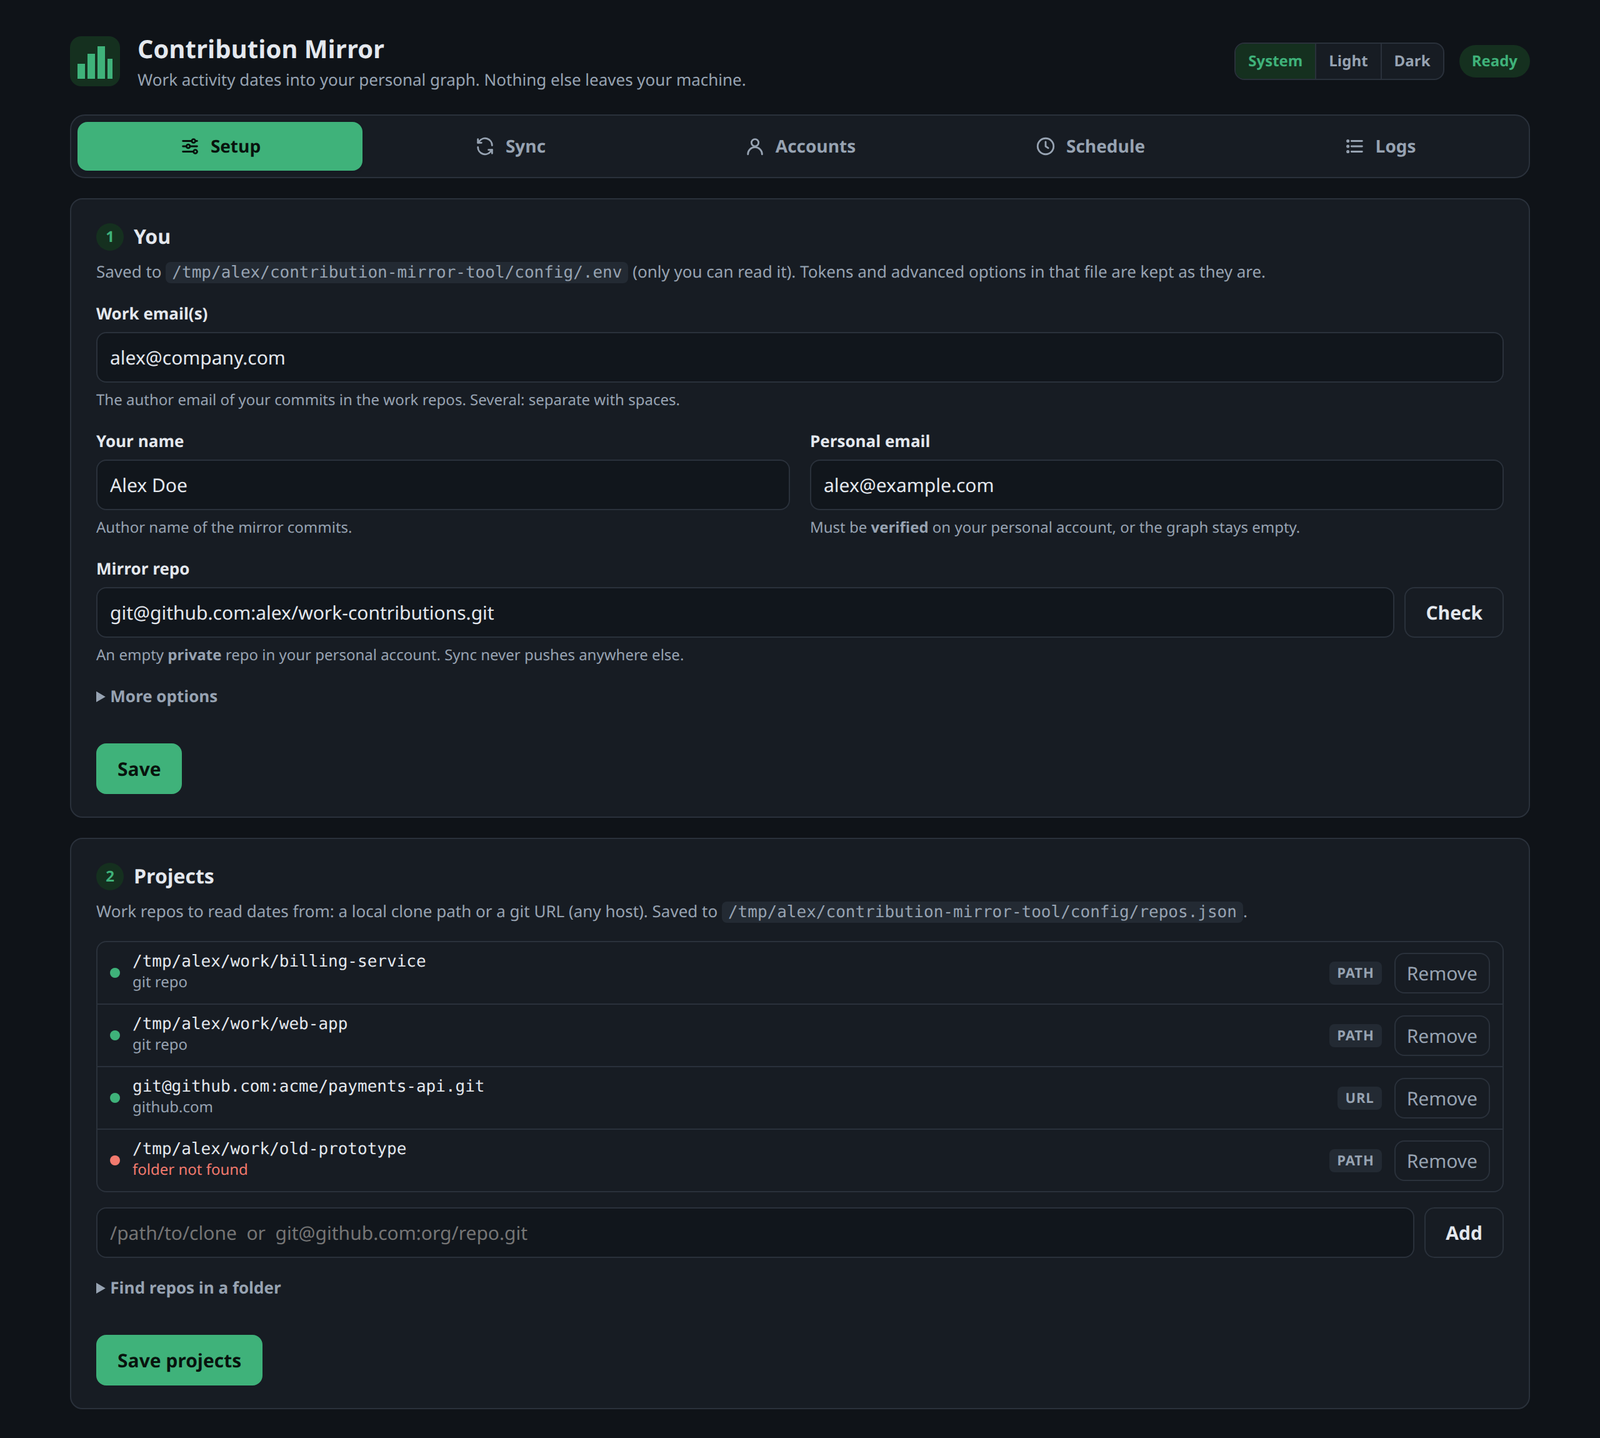 Contribution Mirror
Work activity dates into your personal graph. Nothing else leaves your machine.
System Light Dark Ready
Setup Sync Accounts Schedule Logs
1 You
Saved to /tmp/alex/contribution-mirror-tool/config/.env (only you can read it). Tokens and advanced options in that file are kept as they are.
Work email(s)
alex@company.com
The author email of your commits in the work repos. Several: separate with spaces.
Your name
Alex Doe
Author name of the mirror commits.
Personal email
alex@example.com
Must be verified on your personal account, or the graph stays empty.
Mirror repo
git@github.com:alex/work-contributions.git
Check
An empty private repo in your personal account. Sync never pushes anywhere else.
More options
Save
2 Projects
Work repos to read dates from: a local clone path or a git URL (any host). Saved to /tmp/alex/contribution-mirror-tool/config/repos.json.
/tmp/alex/work/billing-service
git repo
PATH Remove
/tmp/alex/work/web-app
git repo
PATH Remove
git@github.com:acme/payments-api.git
github.com
URL Remove
/tmp/alex/work/old-prototype
folder not found
PATH Remove
/path/to/clone or git@github.com:org/repo.git
Add
Find repos in a folder
Save projects